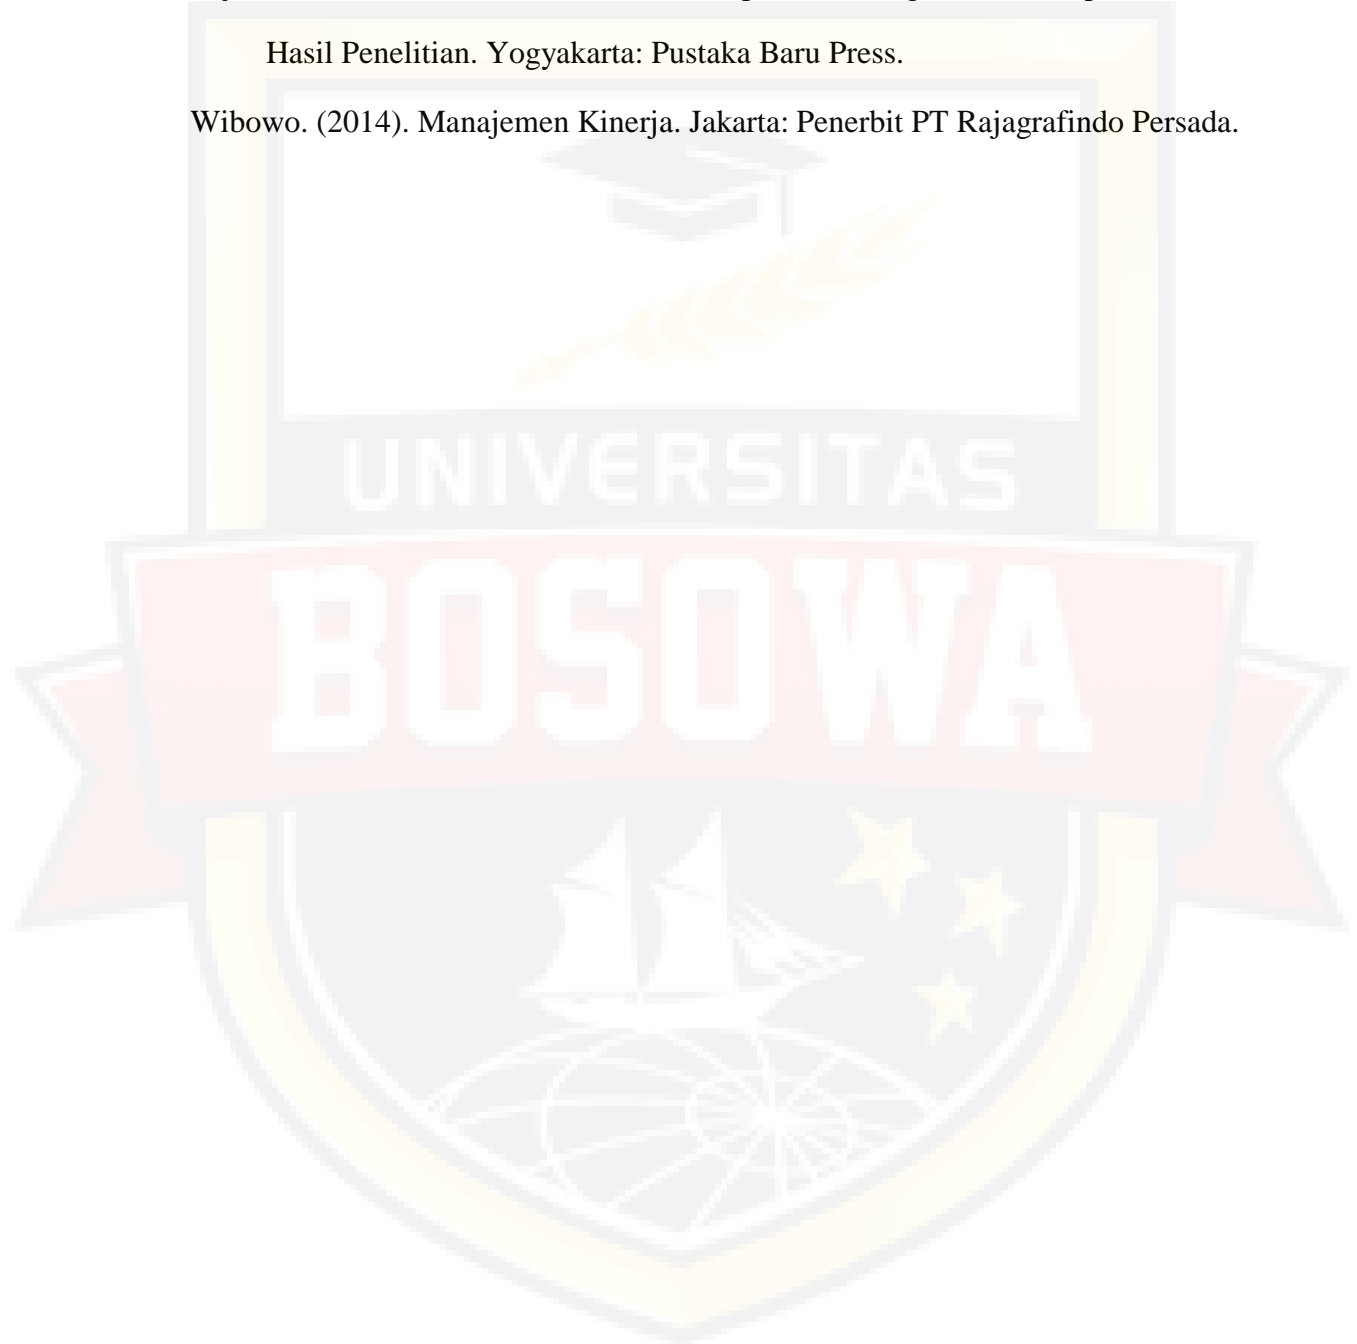 Hasil Penelitian. Yogyakarta: Pustaka Baru Press.
Wibowo. (2014). Manajemen Kinerja. Jakarta: Penerbit PT Rajagrafindo Persada.
UNIVERSITAS
BOSOWA